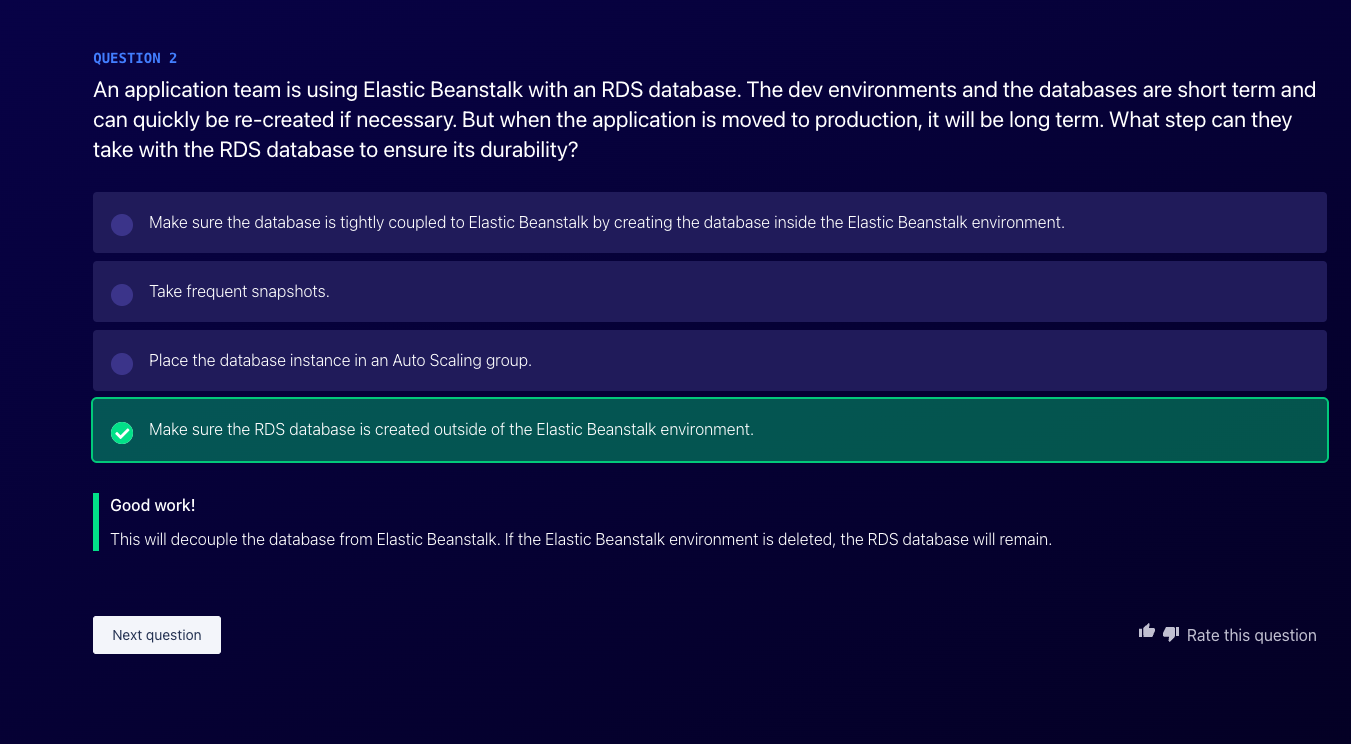 QUESTION 2
An application team is using Elastic Beanstalk with an RDS database. The dev environments and the databases are short term and
can quickly be re-created if necessary. But when the application is moved to production, it will be long term. What step can they
take with the RDS database to ensure its durability?
Make sure the database is tightly coupled to Elastic Beanstalk by creating the database inside the Elastic Beanstalk environment.
Take frequent snapshots.
Place the database instance in an Auto Scaling group.
Make sure the RDS database is created outside of the Elastic Beanstalk environment.
Good work!
This will decouple the database from Elastic Beanstalk. If the Elastic Beanstalk environment is deleted, the RDS database will remain.
Next question
Rate this question